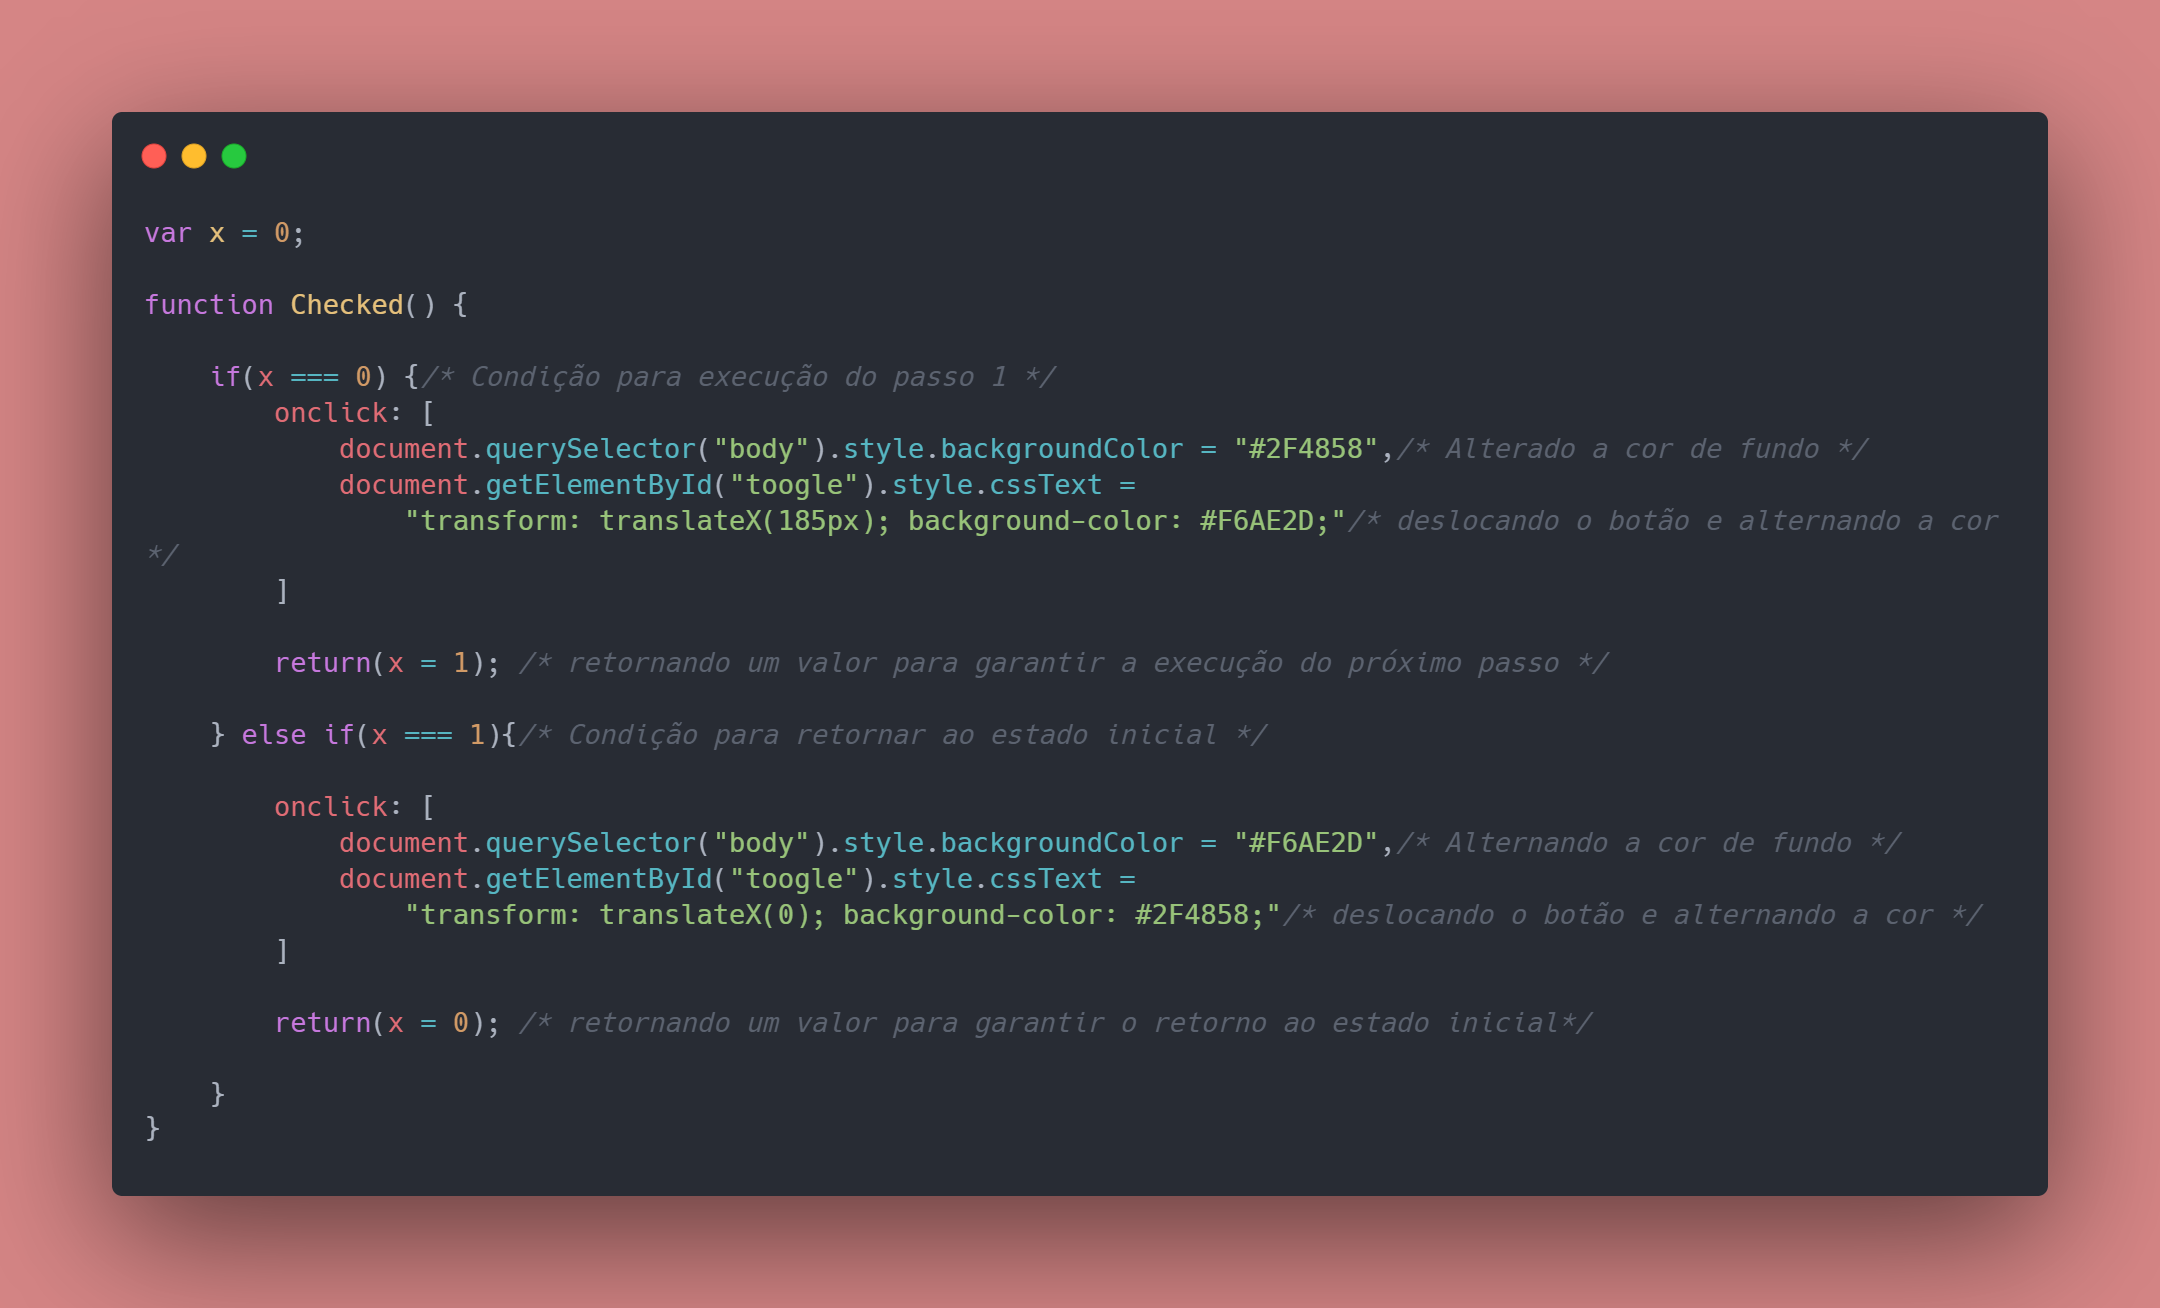 var x = 0;
function Checked() {
if(x === 0) {/* Condição para execução do passo 1 */
onclick: [
document.querySelector("body").style.backgroundColor = "#2F4858",/* Alterado a cor de fundo */
document.getElementById("toogle").style.cssText =
"transform: translateX(185px); background-color: #F6AE2D;"/* deslocando o botão e alternando a cor
*/
]
return(x = 1); /* retornando um valor para garantir a execução do próximo passo */
} else if(x === 1){/* Condição para retornar ao estado inicial */
onclick: [
document.querySelector("body").style.backgroundColor = "#F6AE2D",/* Alternando a cor de fundo */
document.getElementById("toogle").style.cssText =
"transform: translateX(0); background-color: #2F4858;"/* deslocando o botão e alternando a cor */
]
return(x = 0); /* retornando um valor para garantir o retorno ao estado inicial*/
}
}